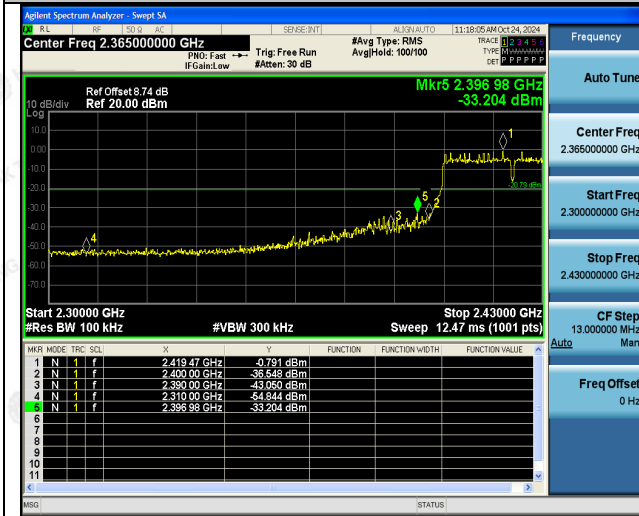 Agilent Spectrum Analyzer - Swept SA
RL RF 50 Ω AC SENSE:INT ALIGN AUTO 11:18:05 AM Oct 24, 2024
Center Freq 2.365000000 GHz
PNO: Fast
IFGain:Low
Trig: Free Run
#Atten: 30 dB
#Avg Type: RMS
Avg|Hold: 100/100
TRACE 1 2 3 4 5 6
TYPE M
DET P P P P P P
Ref Offset 8.74 dB
10 dB/div Ref 20.00 dBm
Log
Mkr5 2.396 98 GHz
-33.204 dBm
10.0
0.00
-10.0
-20.0
-30.0
-40.0
-50.0
-60.0
-70.0
1
-20.79 dBm
5
2
3
4
Start 2.30000 GHz Stop 2.43000 GHz
#Res BW 100 kHz #VBW 300 kHz Sweep 12.47 ms (1001 pts)
MKR MODE TRC SCL X Y FUNCTION FUNCTION WIDTH FUNCTION VALUE
1 N 1 f 2.419 47 GHz -0.791 dBm
2 N 1 f 2.400 00 GHz -36.548 dBm
3 N 1 f 2.390 00 GHz -43.050 dBm
4 N 1 f 2.310 00 GHz -54.844 dBm
5 N 1 f 2.396 98 GHz -33.204 dBm
6
7
8
9
10
11
MSG STATUS
Frequency
Auto Tune
Center Freq
2.365000000 GHz
Start Freq
2.300000000 GHz
Stop Freq
2.430000000 GHz
CF Step
13.000000 MHz
Auto Man
Freq Offset
0 Hz